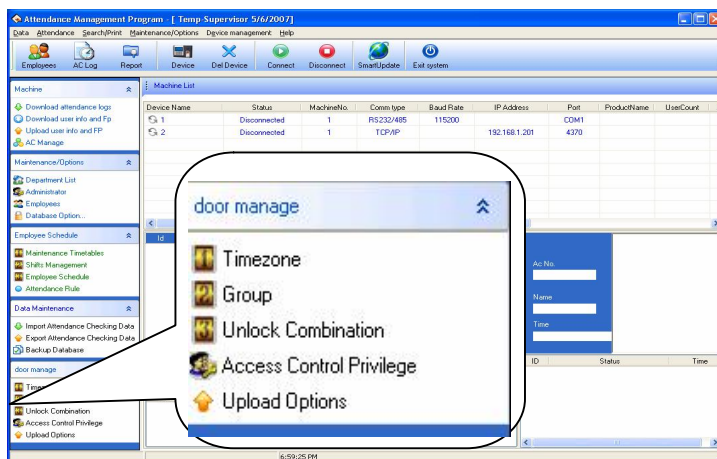 Attendance Management Program - [ Temp-Supervisor 5/6/2007]
Data Attendance Search/Print Maintenance/Options Device management Help
Employees AC Log Report Device Del Device Connect Disconnect SmartUpdate Exit system
Machine
Download attendance logs
Download user info and Fp
Upload user info and FP
AC Manage
Maintenance/Options
Department List
Administrator
Employees
Database Option...
Employee Schedule
Maintenance Timetables
Shifts Management
Employee Schedule
Attendance Rule
Data Maintenance
Import Attendance Checking Data
Export Attendance Checking Data
Backup Database
door manage
Unlock Combination
Access Control Privilege
Upload Options
Machine List
Device Name Status MachineNo. Comm type Baud Rate IP Address Port ProductName UserCount
1 Disconnected 1 RS232/485 115200 COM1
2 Disconnected 1 TCP/IP 192.168.1.201 4370
Id
door manage
Timezone
Group
Unlock Combination
Access Control Privilege
Upload Options
Ac No.
Name
Time
ID Status Time
6:59:25 PM